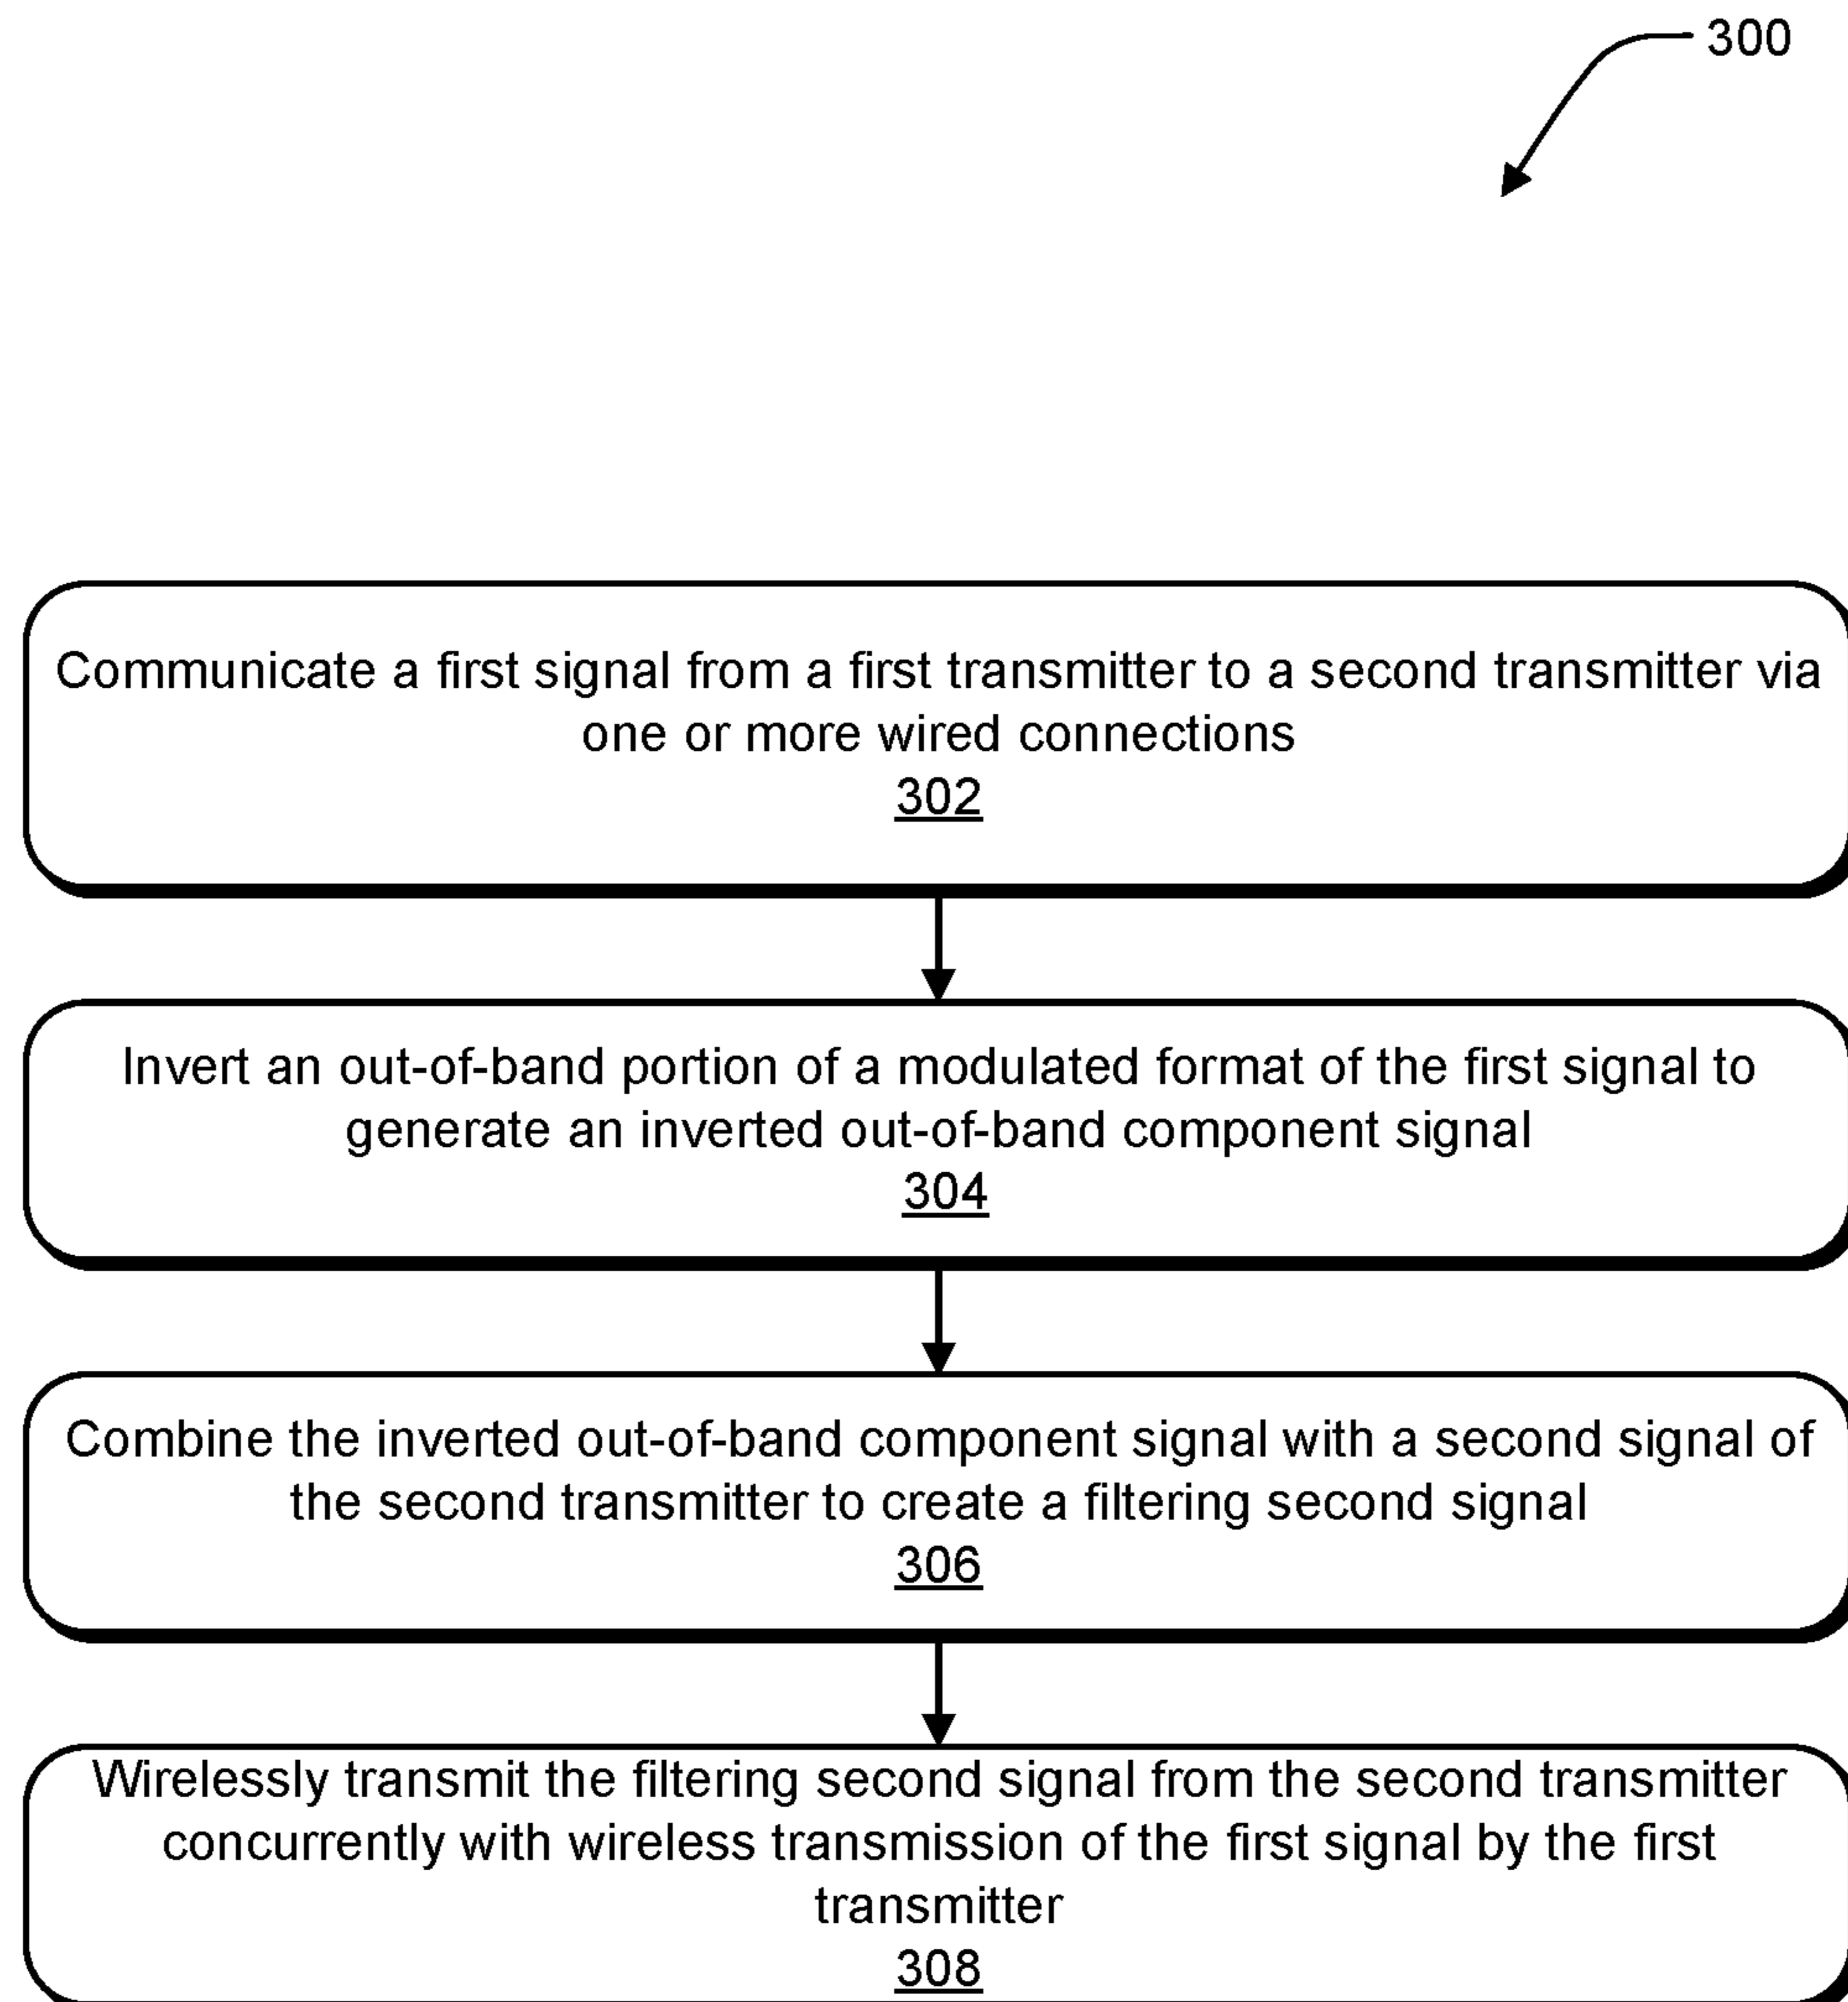 300
Communicate a first signal from a first transmitter to a second transmitter via
one or more wired connections
302
Invert an out-of-band portion of a modulated format of the first signal to
generate an inverted out-of-band component signal
304
Combine the inverted out-of-band component signal with a second signal of
the second transmitter to create a filtering second signal
306
Wirelessly transmit the filtering second signal from the second transmitter
concurrently with wireless transmission of the first signal by the first
transmitter
308